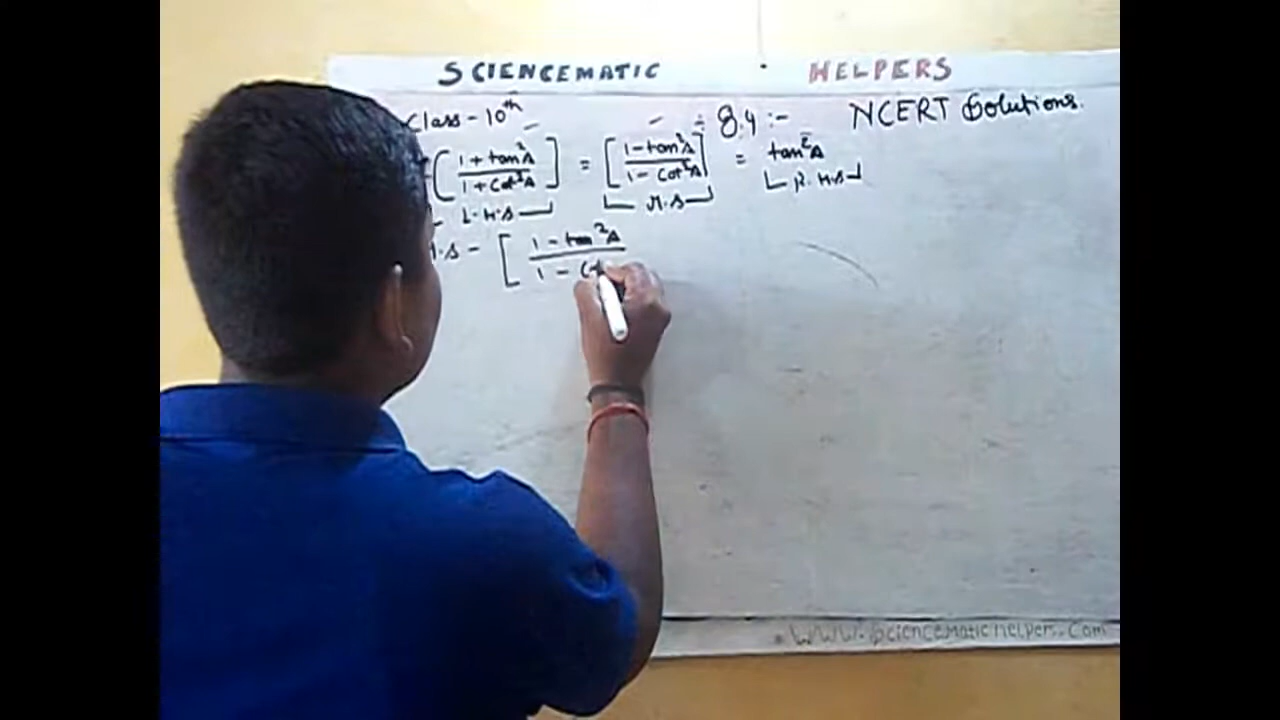 SCIENCEMATIC . HELPERS
Class - 10th ÷ 8.4 :- NCERT Solutions.
(1 + tan²A / 1 + cot²A] = [1 - tan²A / 1 - cot²A] = tan²A
L.H.S M.S R.H.S
.S - [1 - tan²A / 1 - Cot
www.sciencematichelpers.com